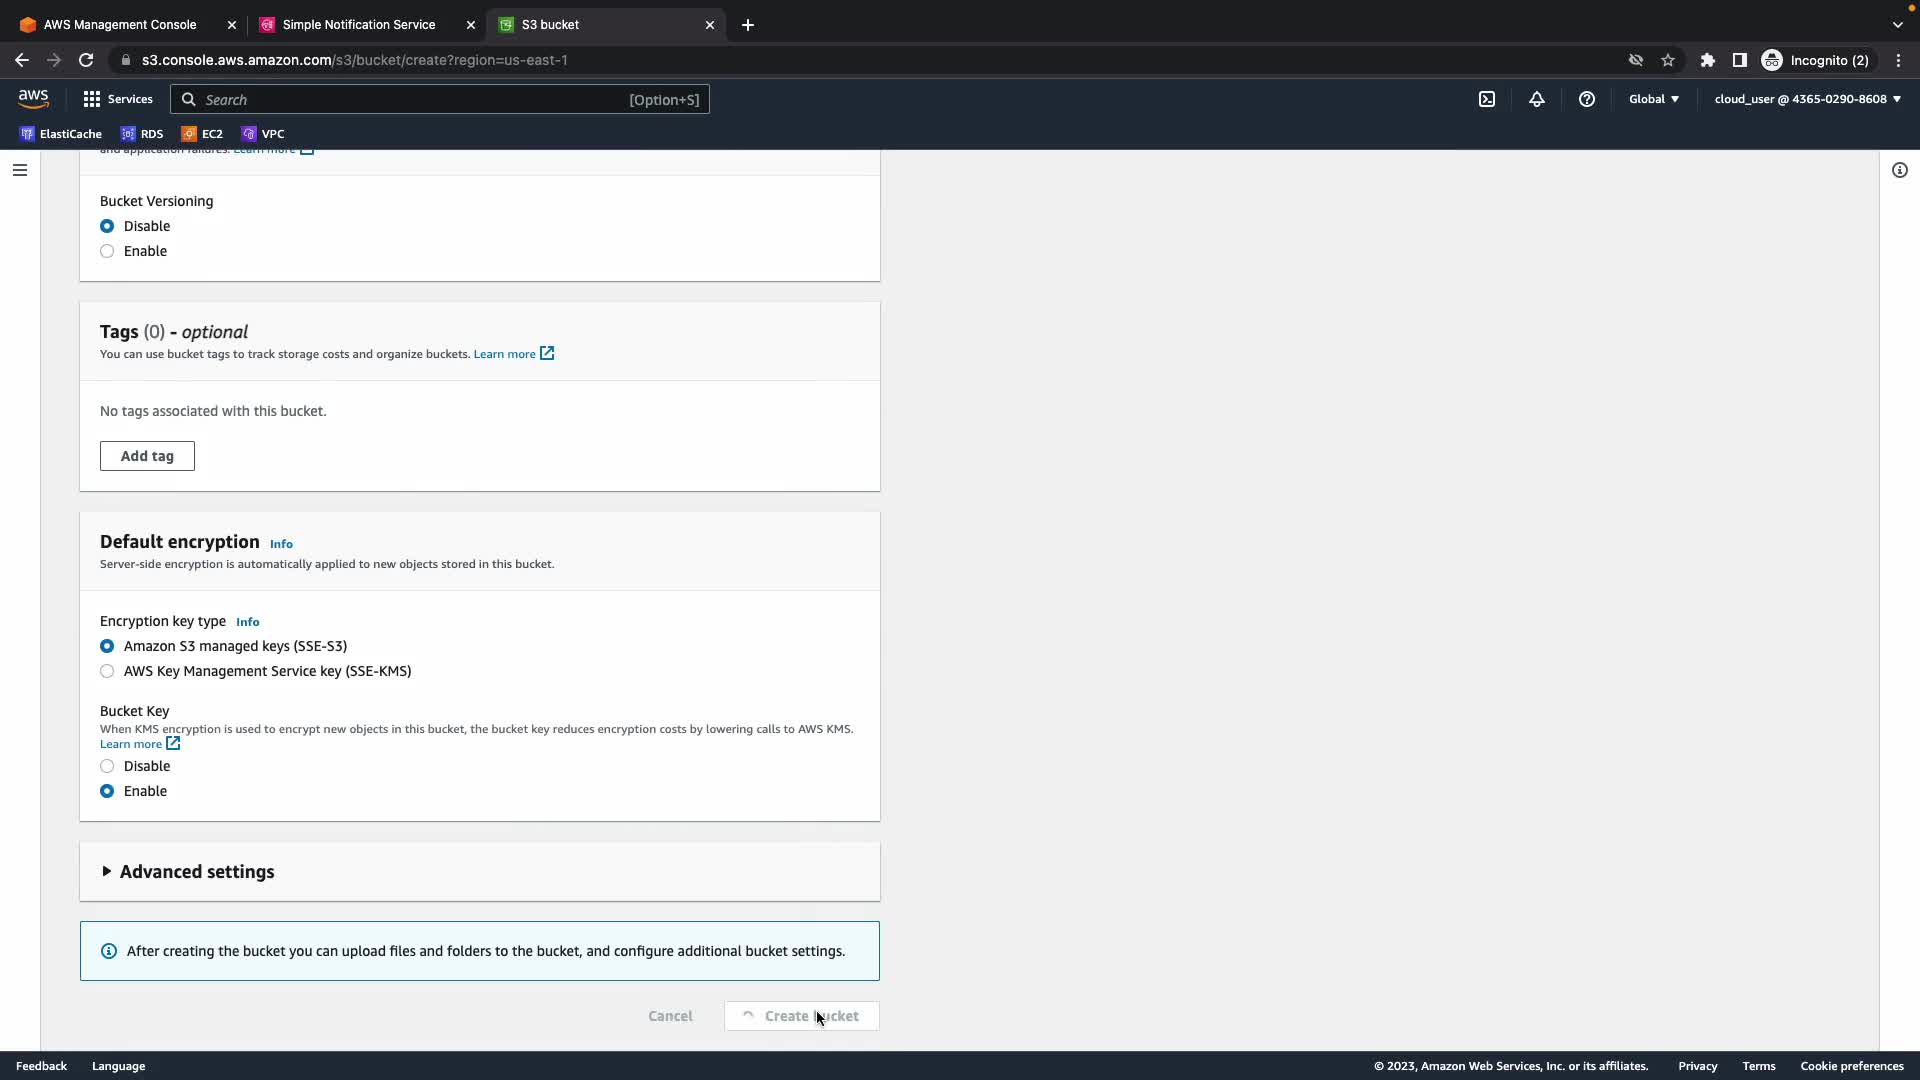 AWS Management Console
Simple Notification Service
S3 bucket
s3.console.aws.amazon.com/s3/bucket/create?region=us-east-1
Incognito (2)
aws
Services
Search
[Option+S]
Global
cloud_user @ 4365-0290-8608
ElastiCache
RDS
EC2
VPC
and application failures. Learn more
Bucket Versioning
Disable
Enable
Tags (0) - optional
You can use bucket tags to track storage costs and organize buckets. Learn more
No tags associated with this bucket.
Add tag
Default encryption Info
Server-side encryption is automatically applied to new objects stored in this bucket.
Encryption key type Info
Amazon S3 managed keys (SSE-S3)
AWS Key Management Service key (SSE-KMS)
Bucket Key
When KMS encryption is used to encrypt new objects in this bucket, the bucket key reduces encryption costs by lowering calls to AWS KMS.
Learn more
Disable
Enable
Advanced settings
After creating the bucket you can upload files and folders to the bucket, and configure additional bucket settings.
Cancel
Create bucket
Feedback
Language
© 2023, Amazon Web Services, Inc. or its affiliates.
Privacy
Terms
Cookie preferences